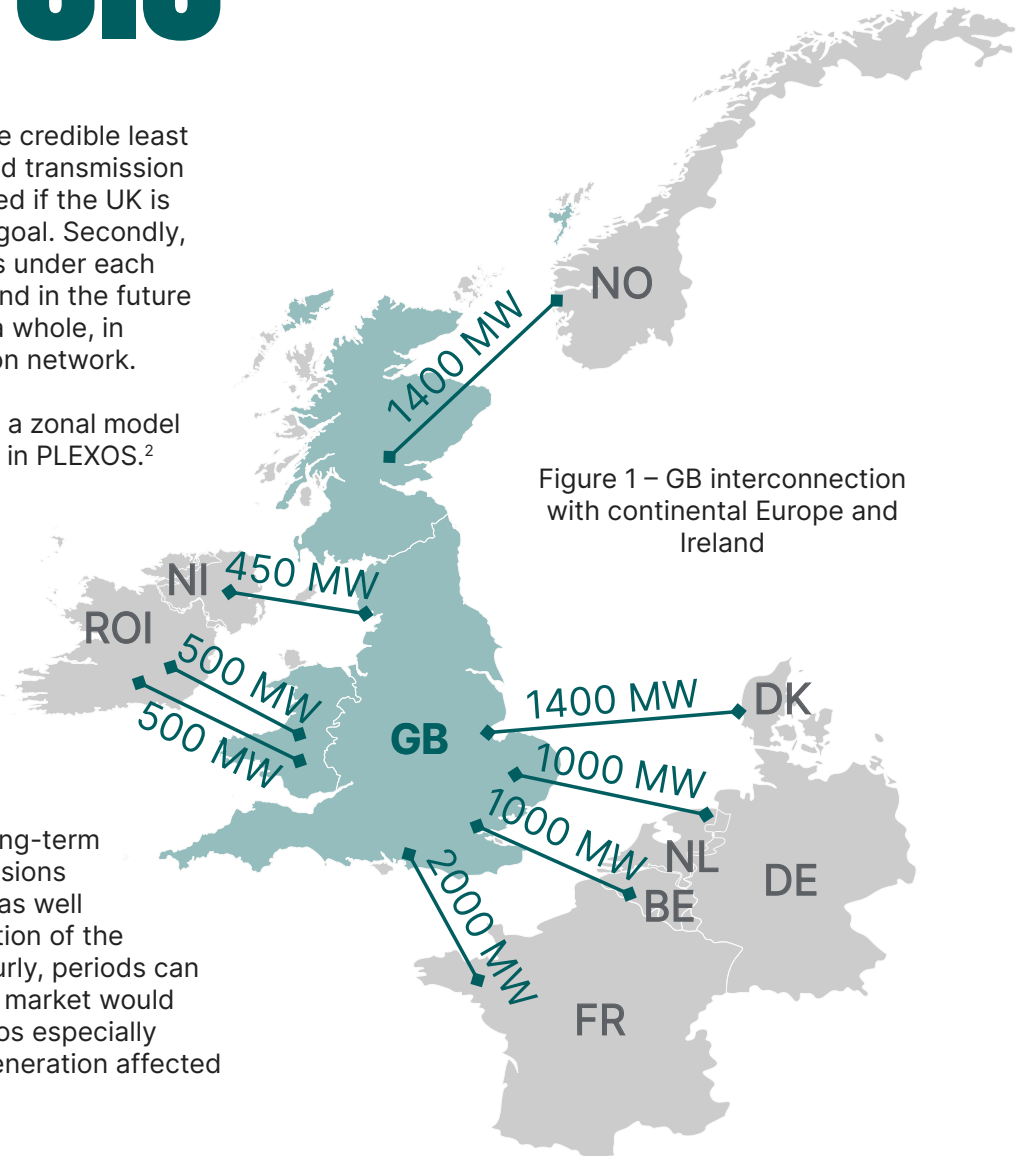 e credible least
d transmission
ed if the UK is
goal. Secondly,
s under each
nd in the future
a whole, in
on network.
a zonal model
in PLEXOS.²
NO
1400 MW
Figure 1 – GB interconnection
with continental Europe and
Ireland
NI
450 MW
ROI
500 MW
500 MW
GB
1400 MW
DK
1000 MW
1000 MW
NL
DE
BE
2000 MW
FR
ng-term
sions
as well
tion of the
urly, periods can
market would
os especially
eneration affected